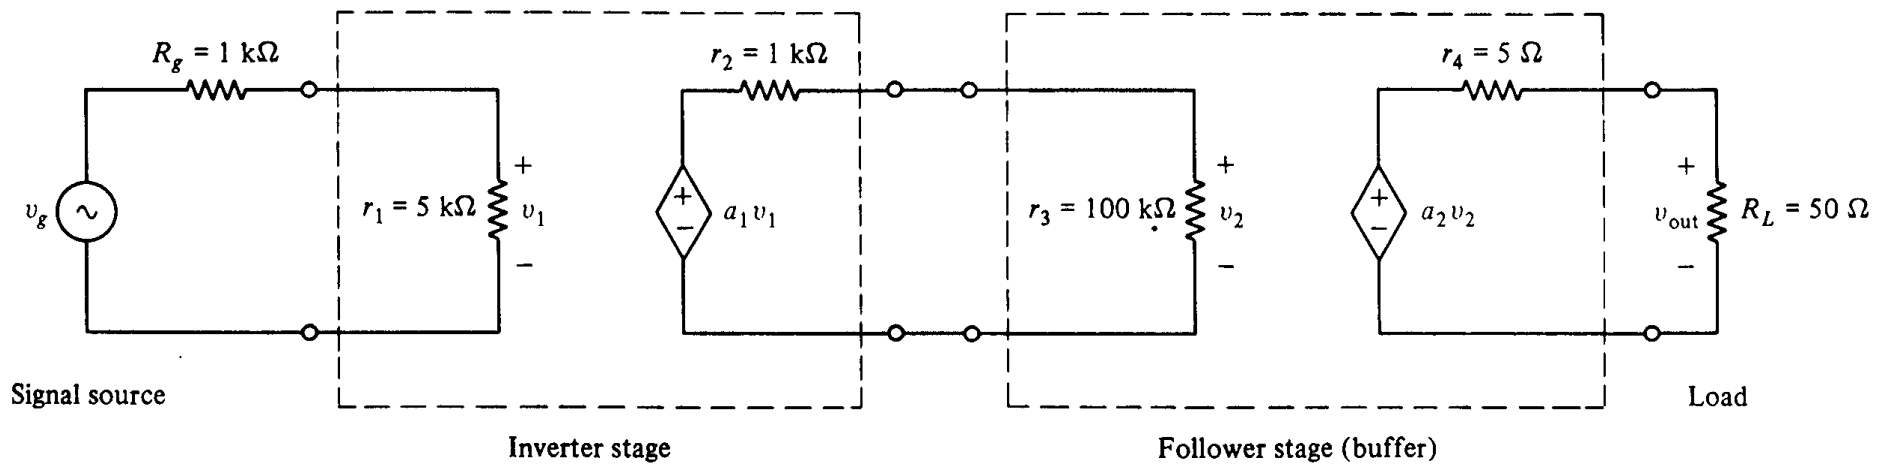 R_g = 1 kΩ
r_2 = 1 kΩ
r_4 = 5 Ω
v_g
r_1 = 5 kΩ
+
v_1
−
+
−
a_1 v_1
r_3 = 100 kΩ
+
v_2
−
+
−
a_2 v_2
+
v_out
−
R_L = 50 Ω
Signal source
Load
Inverter stage
Follower stage (buffer)